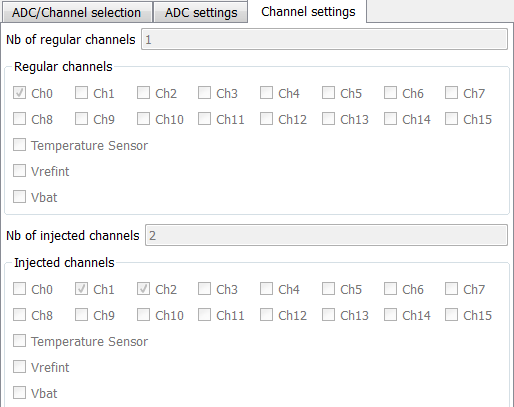 ADC/Channel selection ADC settings Channel settings
Nb of regular channels 1
Regular channels
Ch0 Ch1 Ch2 Ch3 Ch4 Ch5 Ch6 Ch7
Ch8 Ch9 Ch10 Ch11 Ch12 Ch13 Ch14 Ch15
Temperature Sensor
Vrefint
Vbat
Nb of injected channels 2
Injected channels
Ch0 Ch1 Ch2 Ch3 Ch4 Ch5 Ch6 Ch7
Ch8 Ch9 Ch10 Ch11 Ch12 Ch13 Ch14 Ch15
Temperature Sensor
Vrefint
Vbat